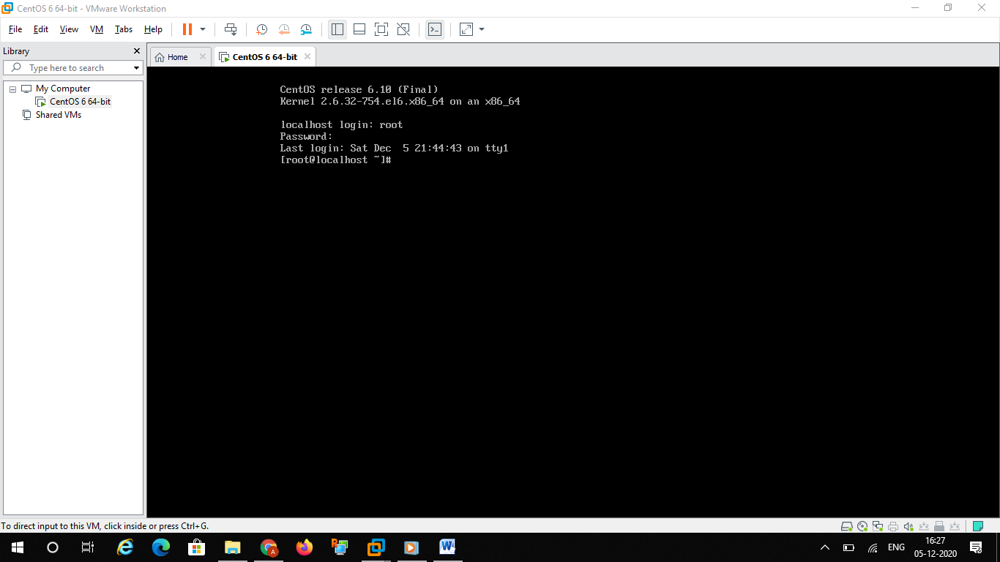 CentOS 6 64-bit - VMware Workstation
File Edit View VM Tabs Help
Library
Type here to search
My Computer
CentOS 6 64-bit
Shared VMs
Home
CentOS 6 64-bit
CentOS release 6.10 (Final)
Kernel 2.6.32-754.el6.x86_64 on an x86_64
localhost login: root
Password:
Last login: Sat Dec  5 21:44:43 on tty1
[root@localhost ~]#
To direct input to this VM, click inside or press Ctrl+G.
ENG
16:27
05-12-2020